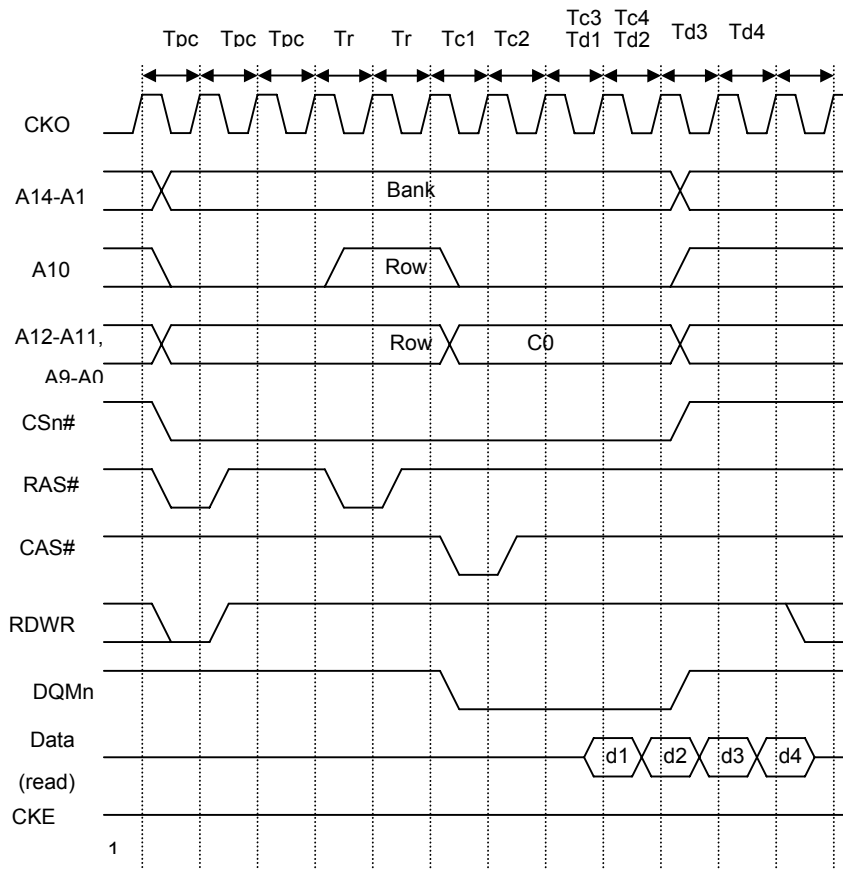 Tc3 Tc4
Tpc Tpc Tpc Tr Tr Tc1 Tc2 Td1 Td2 Td3 Td4
CKO
A14-A1 Bank
A10 Row
A12-A11, Row C0
A9-A0
CSn#
RAS#
CAS#
RDWR
DQMn
Data
d1 d2 d3 d4
(read)
CKE
1